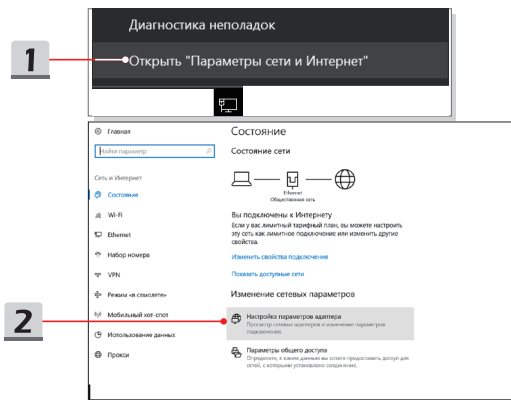 Диагностика неполадок
1
Открыть "Параметры сети и Интернет"
Главная
Найти параметр
Сеть и Интернет
Состояние
Wi-Fi
Ethernet
Набор номера
VPN
Режим «в самолете»
Мобильный хот-спот
Использование данных
Прокси
Состояние
Состояние сети
Ethernet
Общественная сеть
Вы подключены к Интернету
Если у вас лимитный тарифный план, вы можете настроить
эту сеть как лимитное подключение или изменить другие
свойства.
Изменить свойства подключения
Показать доступные сети
Изменение сетевых параметров
2
Настройка параметров адаптера
Просмотр сетевых адаптеров и изменение параметров
подключения.
Параметры общего доступа
Определите, к каким данным вы хотите предоставить доступ для
сетей, с которыми установлено соединение.